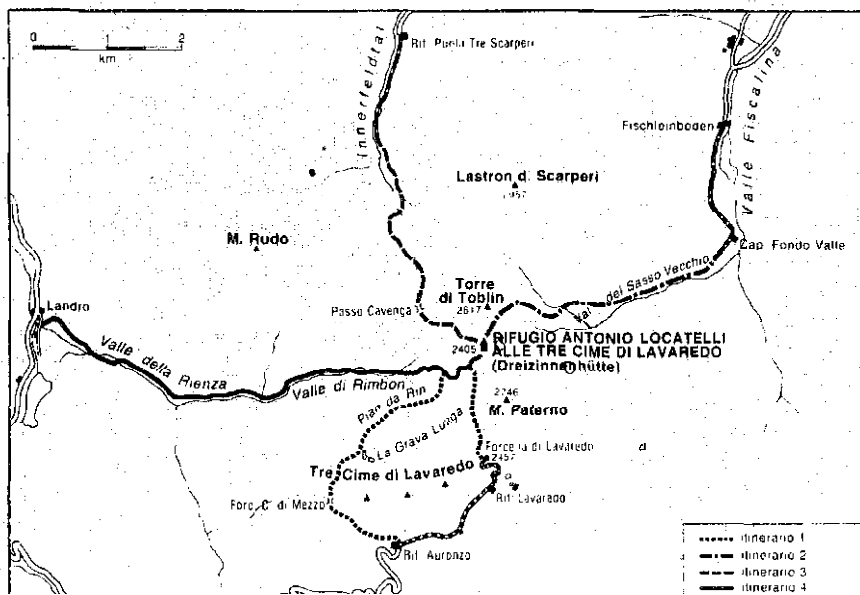 0 1 2
km
Innerfeldtal
Rif. Punta Tre Scarperi
Fischleinboden
Valle Fiscalina
Lastron d. Scarperi
M. Rudo
Cap. Fondo Valle
Val del Sasso Vecchio
Torre
di Toblin
2617
Passo Cavenga
Landro
RIFUGIO ANTONIO LOCATELLI
2405
ALLE TRE CIME DI LAVAREDO
(Dreizinnenhütte)
Valle della Rienza
Valle di Rimbon
Pian da Rin
2746
M. Paterno
La Grava Lunga
Forcella di Lavaredo
2457
Tre Cime di Lavaredo
Rif. Lavaredo
Forc. C. di Mezzo
Rif. Auronzo
itinerario 1
itinerario 2
itinerario 3
itinerario 4